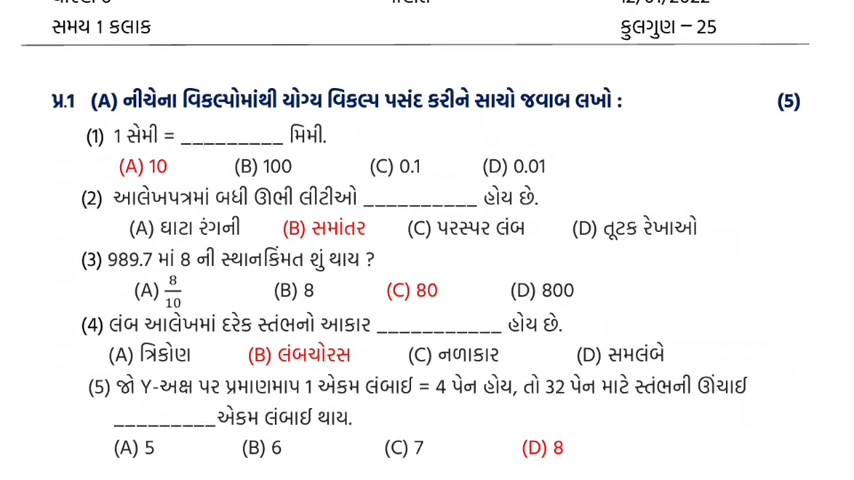 સમય 1 કલાક કુલગુણ – 25
પ્ર.1 (A) નીચેના વિકલ્પોમાંથી યોગ્ય વિકલ્પ પસંદ કરીને સાચો જવાબ લખો : (5)
(1) 1 સેમી = _________ મિમી.
(A) 10 (B) 100 (C) 0.1 (D) 0.01
(2) આલેખપત્રમાં બધી ઊભી લીટીઓ __________ હોય છે.
(A) ઘાટા રંગની (B) સમાંતર (C) પરસ્પર લંબ (D) તૂટક રેખાઓ
(3) 989.7 માં 8 ની સ્થાનકિંમત શું થાય ?
(A) 8/10 (B) 8 (C) 80 (D) 800
(4) લંબ આલેખમાં દરેક સ્તંભનો આકાર ___________ હોય છે.
(A) ત્રિકોણ (B) લંબચોરસ (C) નળાકાર (D) સમલંબે
(5) જો Y-અક્ષ પર પ્રમાણમાપ 1 એકમ લંબાઈ = 4 પેન હોય, તો 32 પેન માટે સ્તંભની ઊંચાઈ
_________એકમ લંબાઈ થાય.
(A) 5 (B) 6 (C) 7 (D) 8